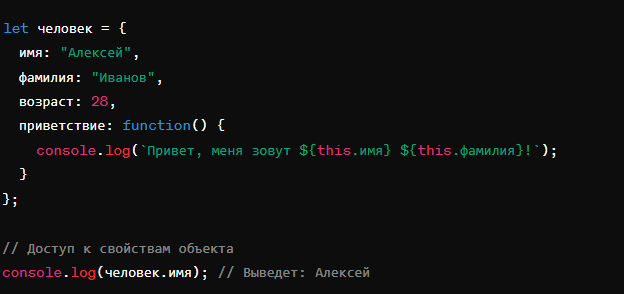 let человек = {
  имя: "Алексей",
  фамилия: "Иванов",
  возраст: 28,
  приветствие: function() {
    console.log(`Привет, меня зовут ${this.имя} ${this.фамилия}!`);
  }
};

// Доступ к свойствам объекта
console.log(человек.имя); // Выведет: Алексей